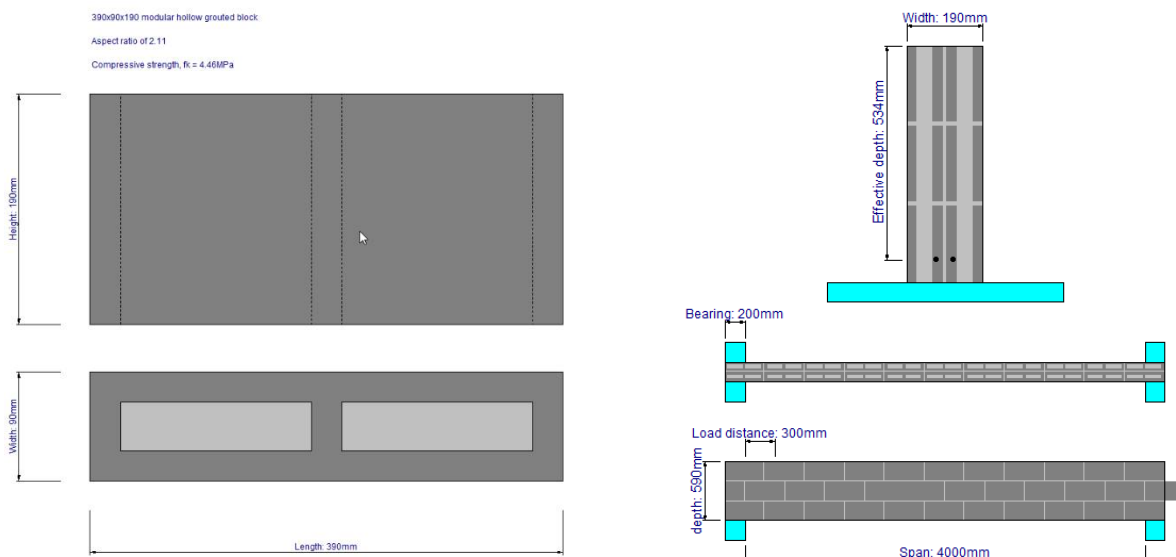 390x90x190 modular hollow grouted block
Aspect ratio of 2.11
Compressive strength, fk = 4.46MPa
Height: 190mm
Width: 90mm
Length: 390mm
Width: 190mm
Effective depth: 534mm
Bearing: 200mm
Load distance: 300mm
depth: 590mm
Span: 4000mm